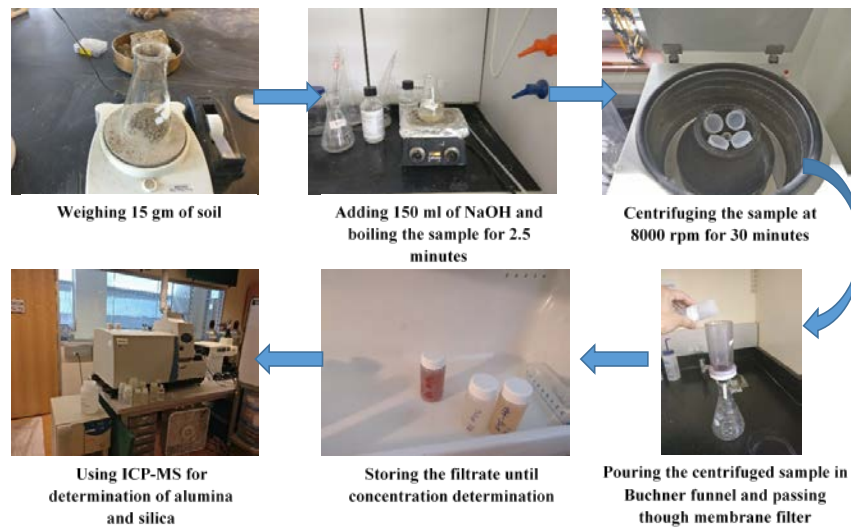 Weighing 15 gm of soil
Adding 150 ml of NaOH and
boiling the sample for 2.5
minutes
Centrifuging the sample at
8000 rpm for 30 minutes
Using ICP-MS for
determination of alumina
and silica
Storing the filtrate until
concentration determination
Pouring the centrifuged sample in
Buchner funnel and passing
though membrane filter